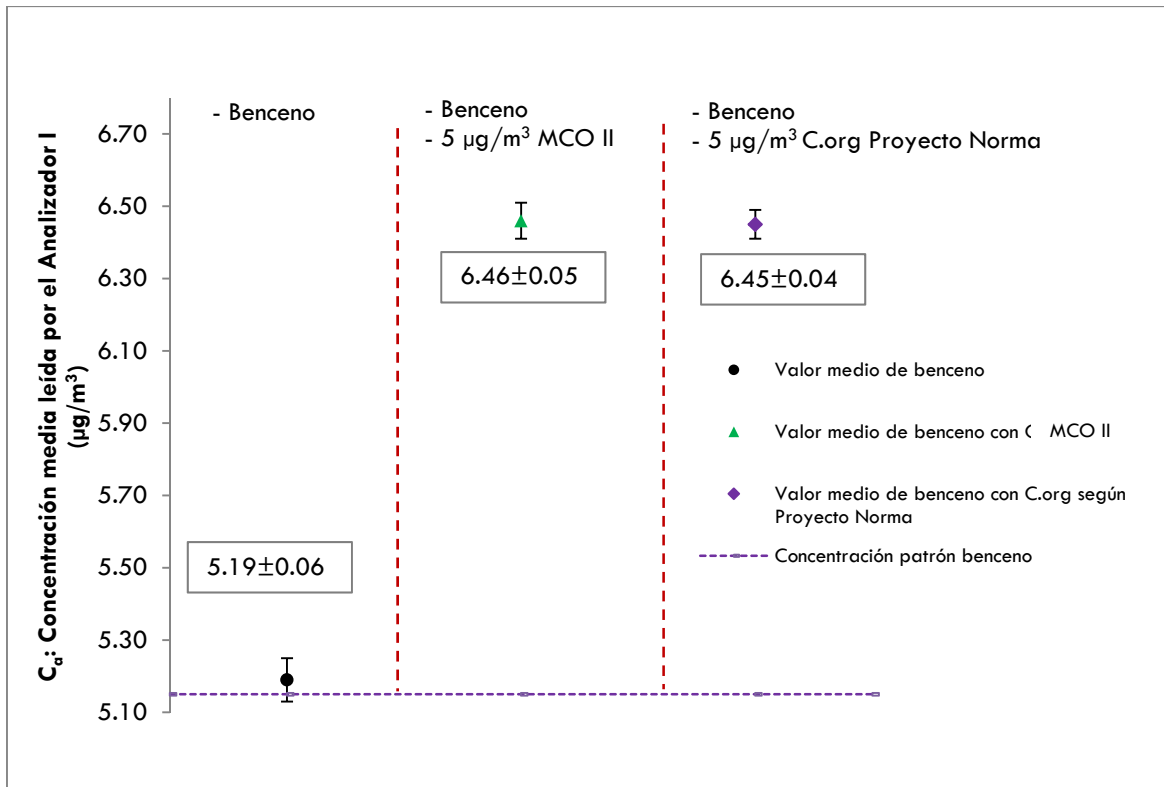 - Benceno
- Benceno
- 5 µg/m³ MCO II
- Benceno
- 5 µg/m³ C.org Proyecto Norma
Cα: Concentración media leída por el Analizador I
(µg/m³)
6.70
6.50
6.30
6.10
5.90
5.70
5.50
5.30
5.10
6.46±0.05
6.45±0.04
5.19±0.06
Valor medio de benceno
Valor medio de benceno con MCO II
Valor medio de benceno con C.org según
Proyecto Norma
Concentración patrón benceno